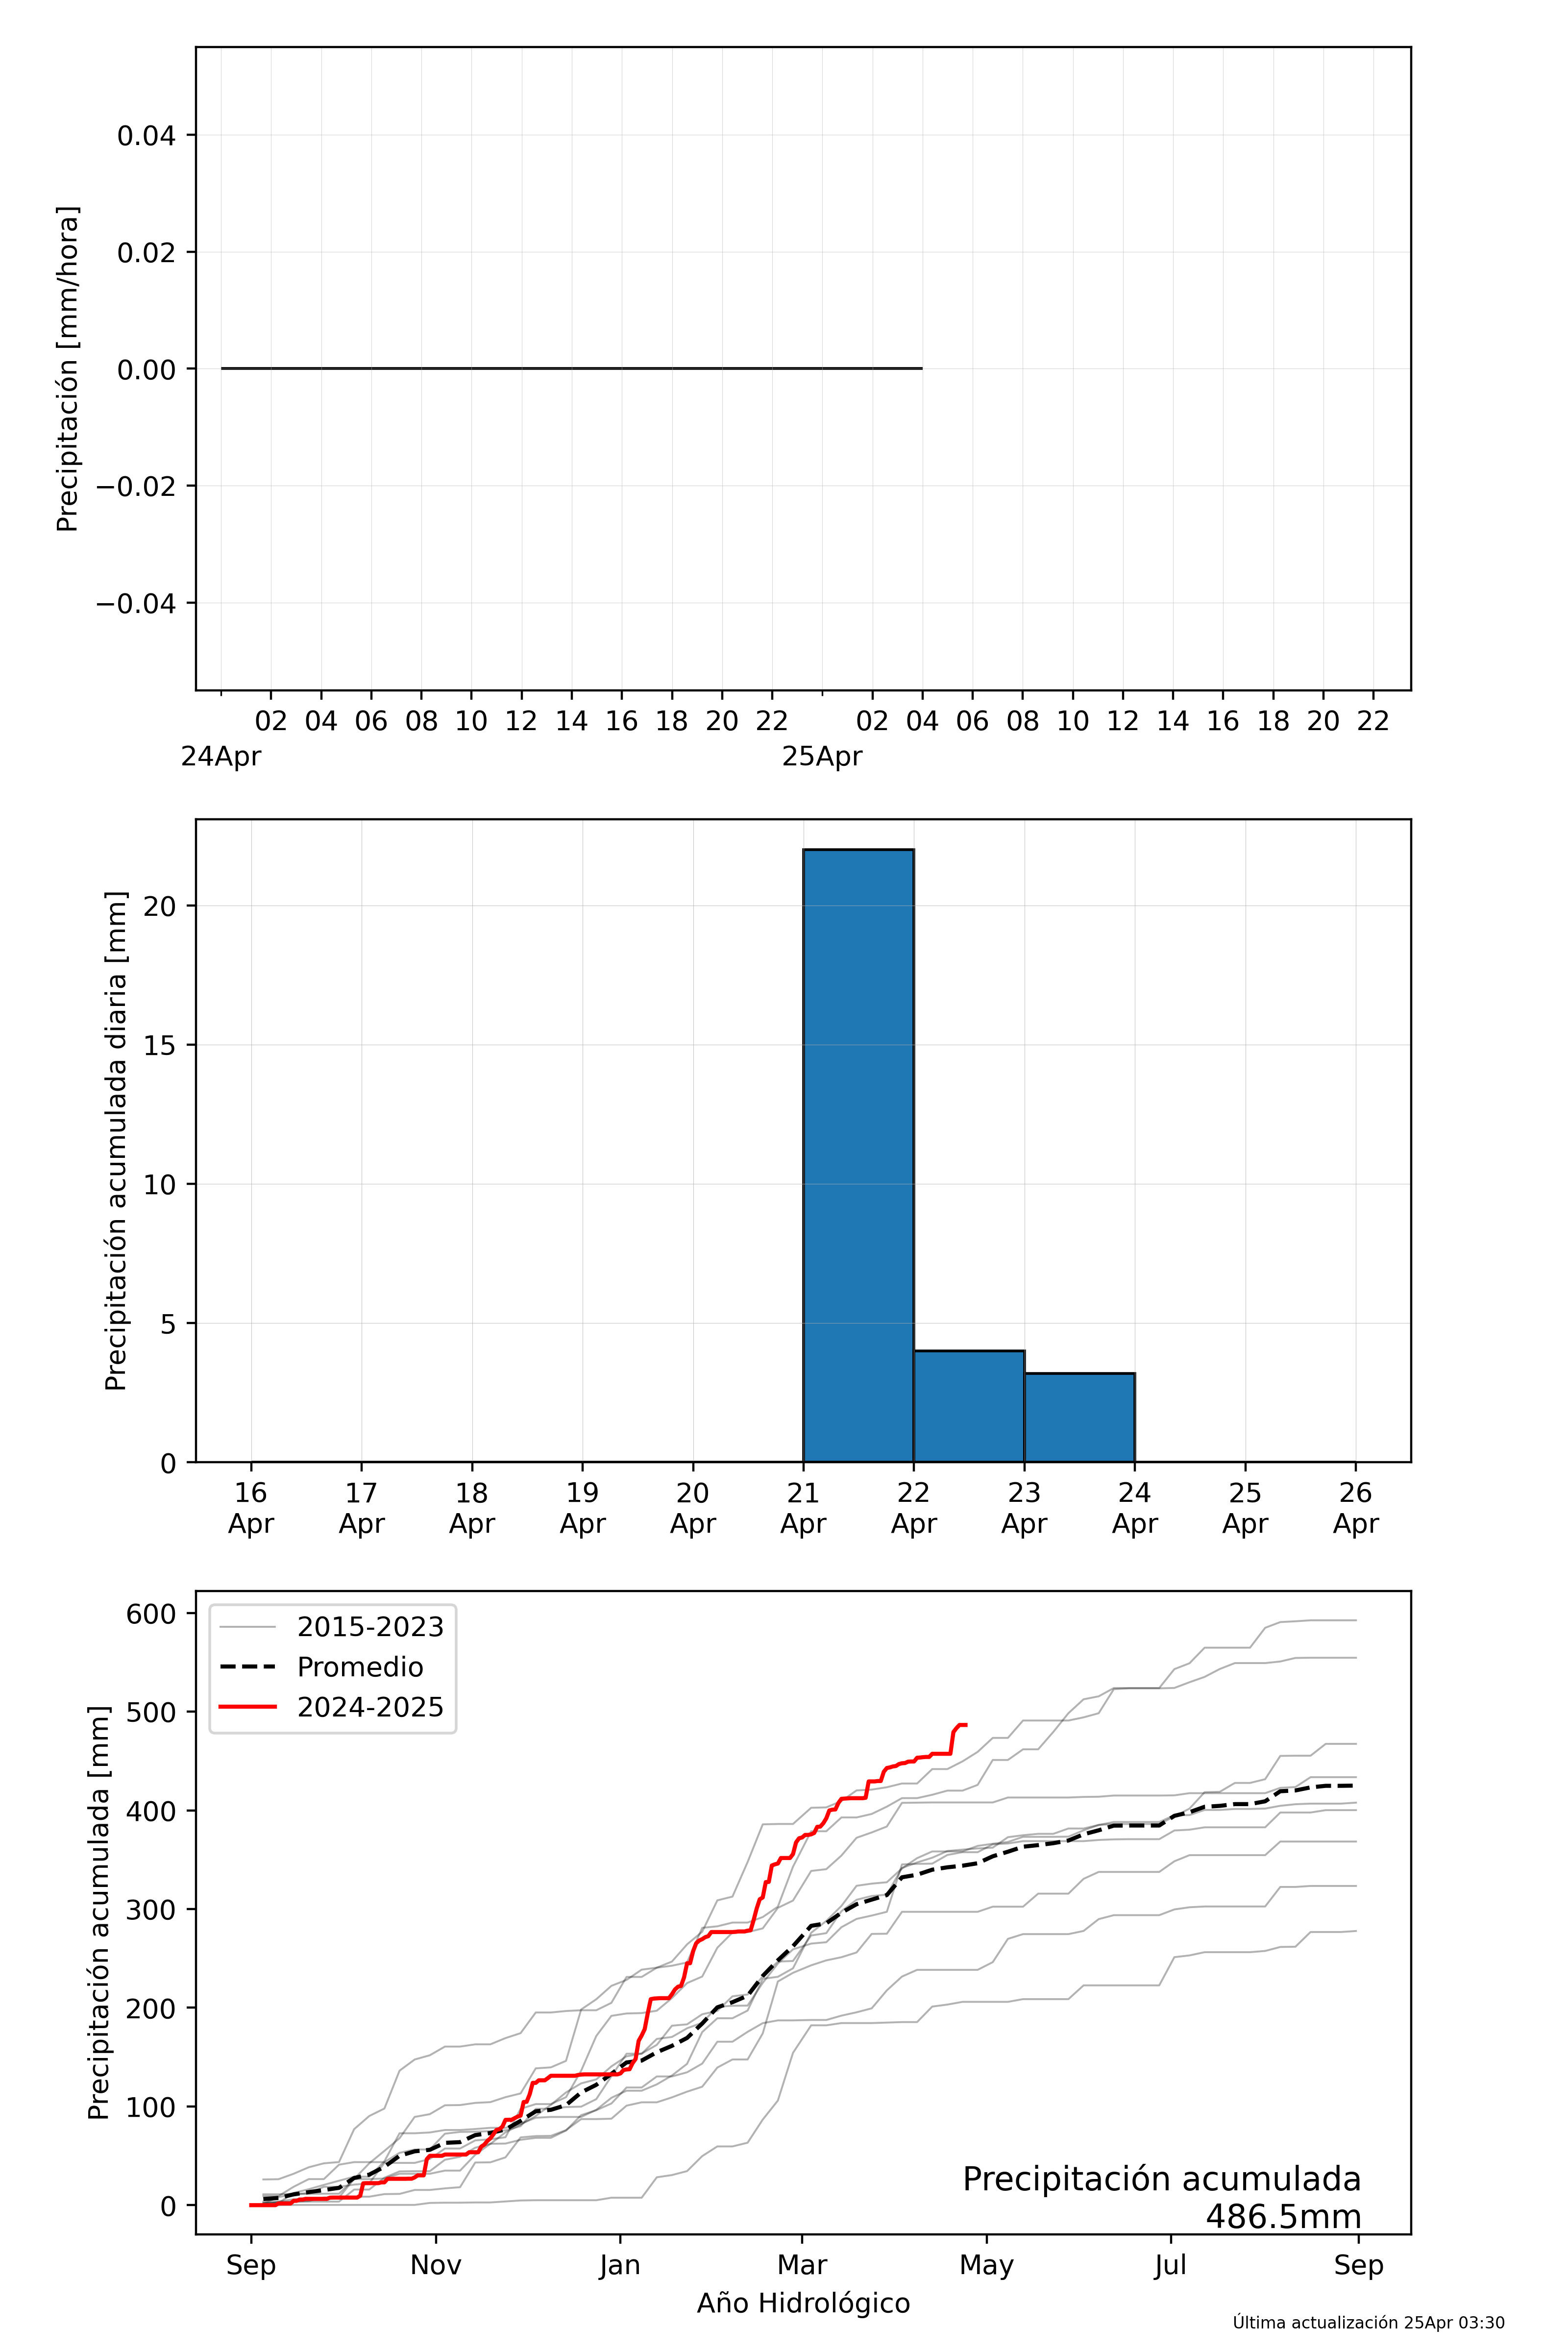 Precipitación [mm/hora]
0.04
0.02
0.00
−0.02
−0.04
02 04 06 08 10 12 14 16 18 20 22 02 04 06 08 10 12 14 16 18 20 22
24Apr 25Apr
Precipitación acumulada diaria [mm]
20
15
10
5
0
16 17 18 19 20 21 22 23 24 25 26
Apr Apr Apr Apr Apr Apr Apr Apr Apr Apr Apr
Precipitación acumulada [mm]
600
500
400
300
200
100
0
2015-2023
Promedio
2024-2025
Precipitación acumulada
486.5mm
Sep Nov Jan Mar May Jul Sep
Año Hidrológico
Última actualización 25Apr 03:30